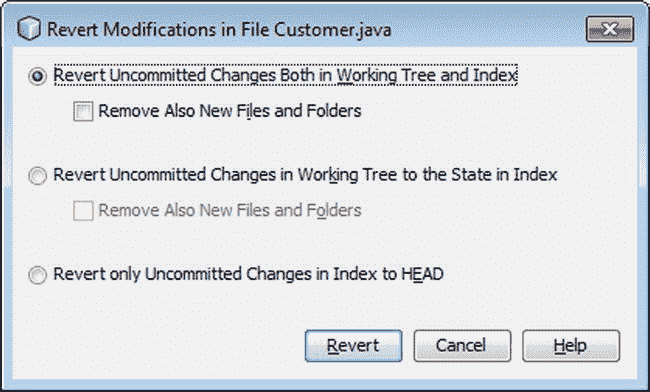 Revert Modifications in File Customer.java
Revert Uncommitted Changes Both in Working Tree and Index
Remove Also New Files and Folders
Revert Uncommitted Changes in Working Tree to the State in Index
Remove Also New Files and Folders
Revert only Uncommitted Changes in Index to HEAD
Revert Cancel Help